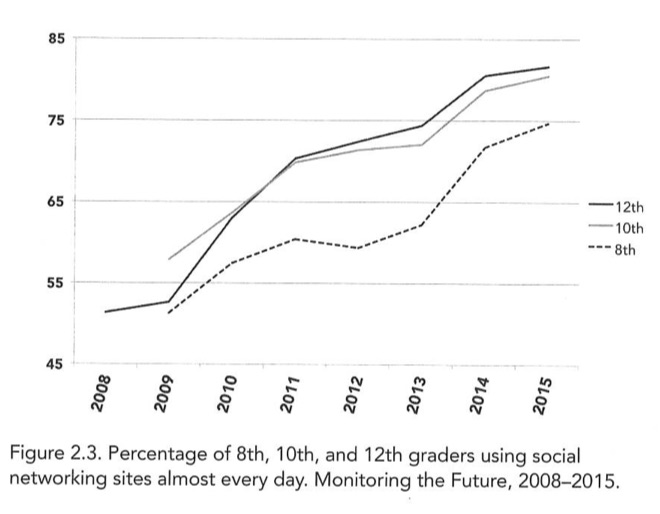 85
75
65
55
45
2008
2009
2010
2011
2012
2013
2014
2015
12th
10th
8th
Figure 2.3. Percentage of 8th, 10th, and 12th graders using social
networking sites almost every day. Monitoring the Future, 2008–2015.